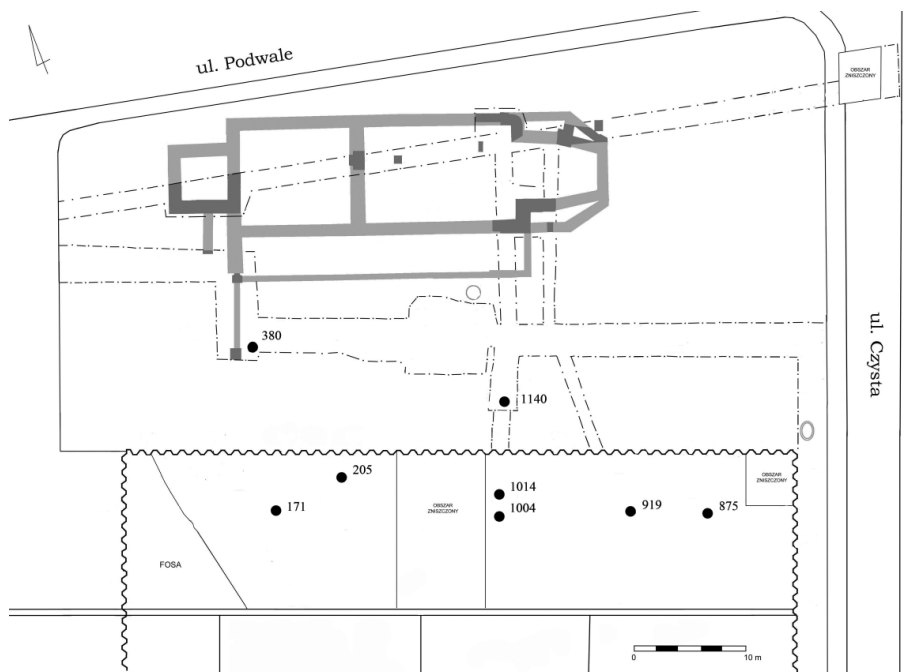 ul. Podwale
OBSZAR
ZNISZCZONY
ul. Czysta
380
1140
205
171
OBSZAR
ZNISZCZONY
1014
1004
919
875
OBSZAR
ZNISZCZONY
FOSA
0
10 m